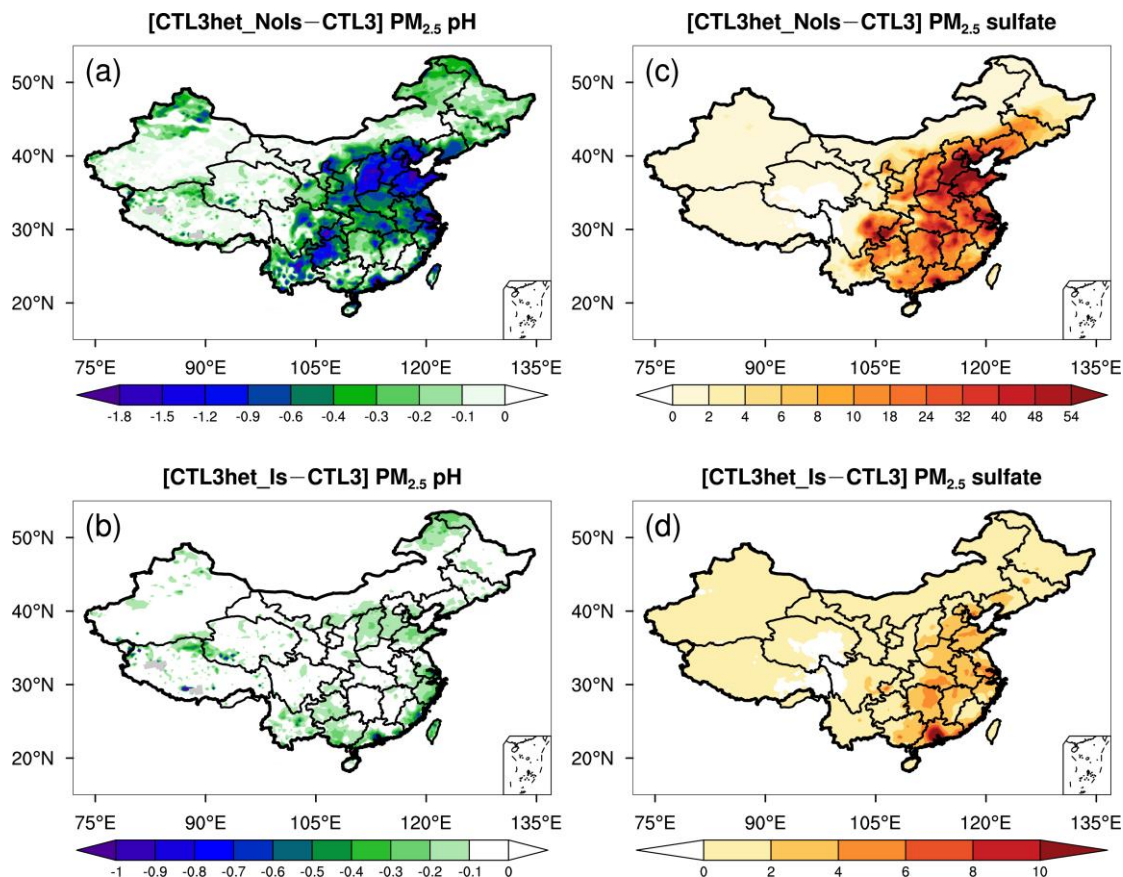 [CTL3het_NoIs−CTL3] PM2.5 pH
(a)
50°N
40°N
30°N
20°N
75°E 90°E 105°E 120°E 135°E
-1.8 -1.5 -1.2 -0.9 -0.6 -0.4 -0.3 -0.2 -0.1 0
[CTL3het_NoIs−CTL3] PM2.5 sulfate
(c)
50°N
40°N
30°N
20°N
75°E 90°E 105°E 120°E 135°E
0 2 4 6 8 10 18 24 32 40 48 54
[CTL3het_Is−CTL3] PM2.5 pH
(b)
50°N
40°N
30°N
20°N
75°E 90°E 105°E 120°E 135°E
-1 -0.9 -0.8 -0.7 -0.6 -0.5 -0.4 -0.3 -0.2 -0.1 0
[CTL3het_Is−CTL3] PM2.5 sulfate
(d)
50°N
40°N
30°N
20°N
75°E 90°E 105°E 120°E 135°E
0 2 4 6 8 10